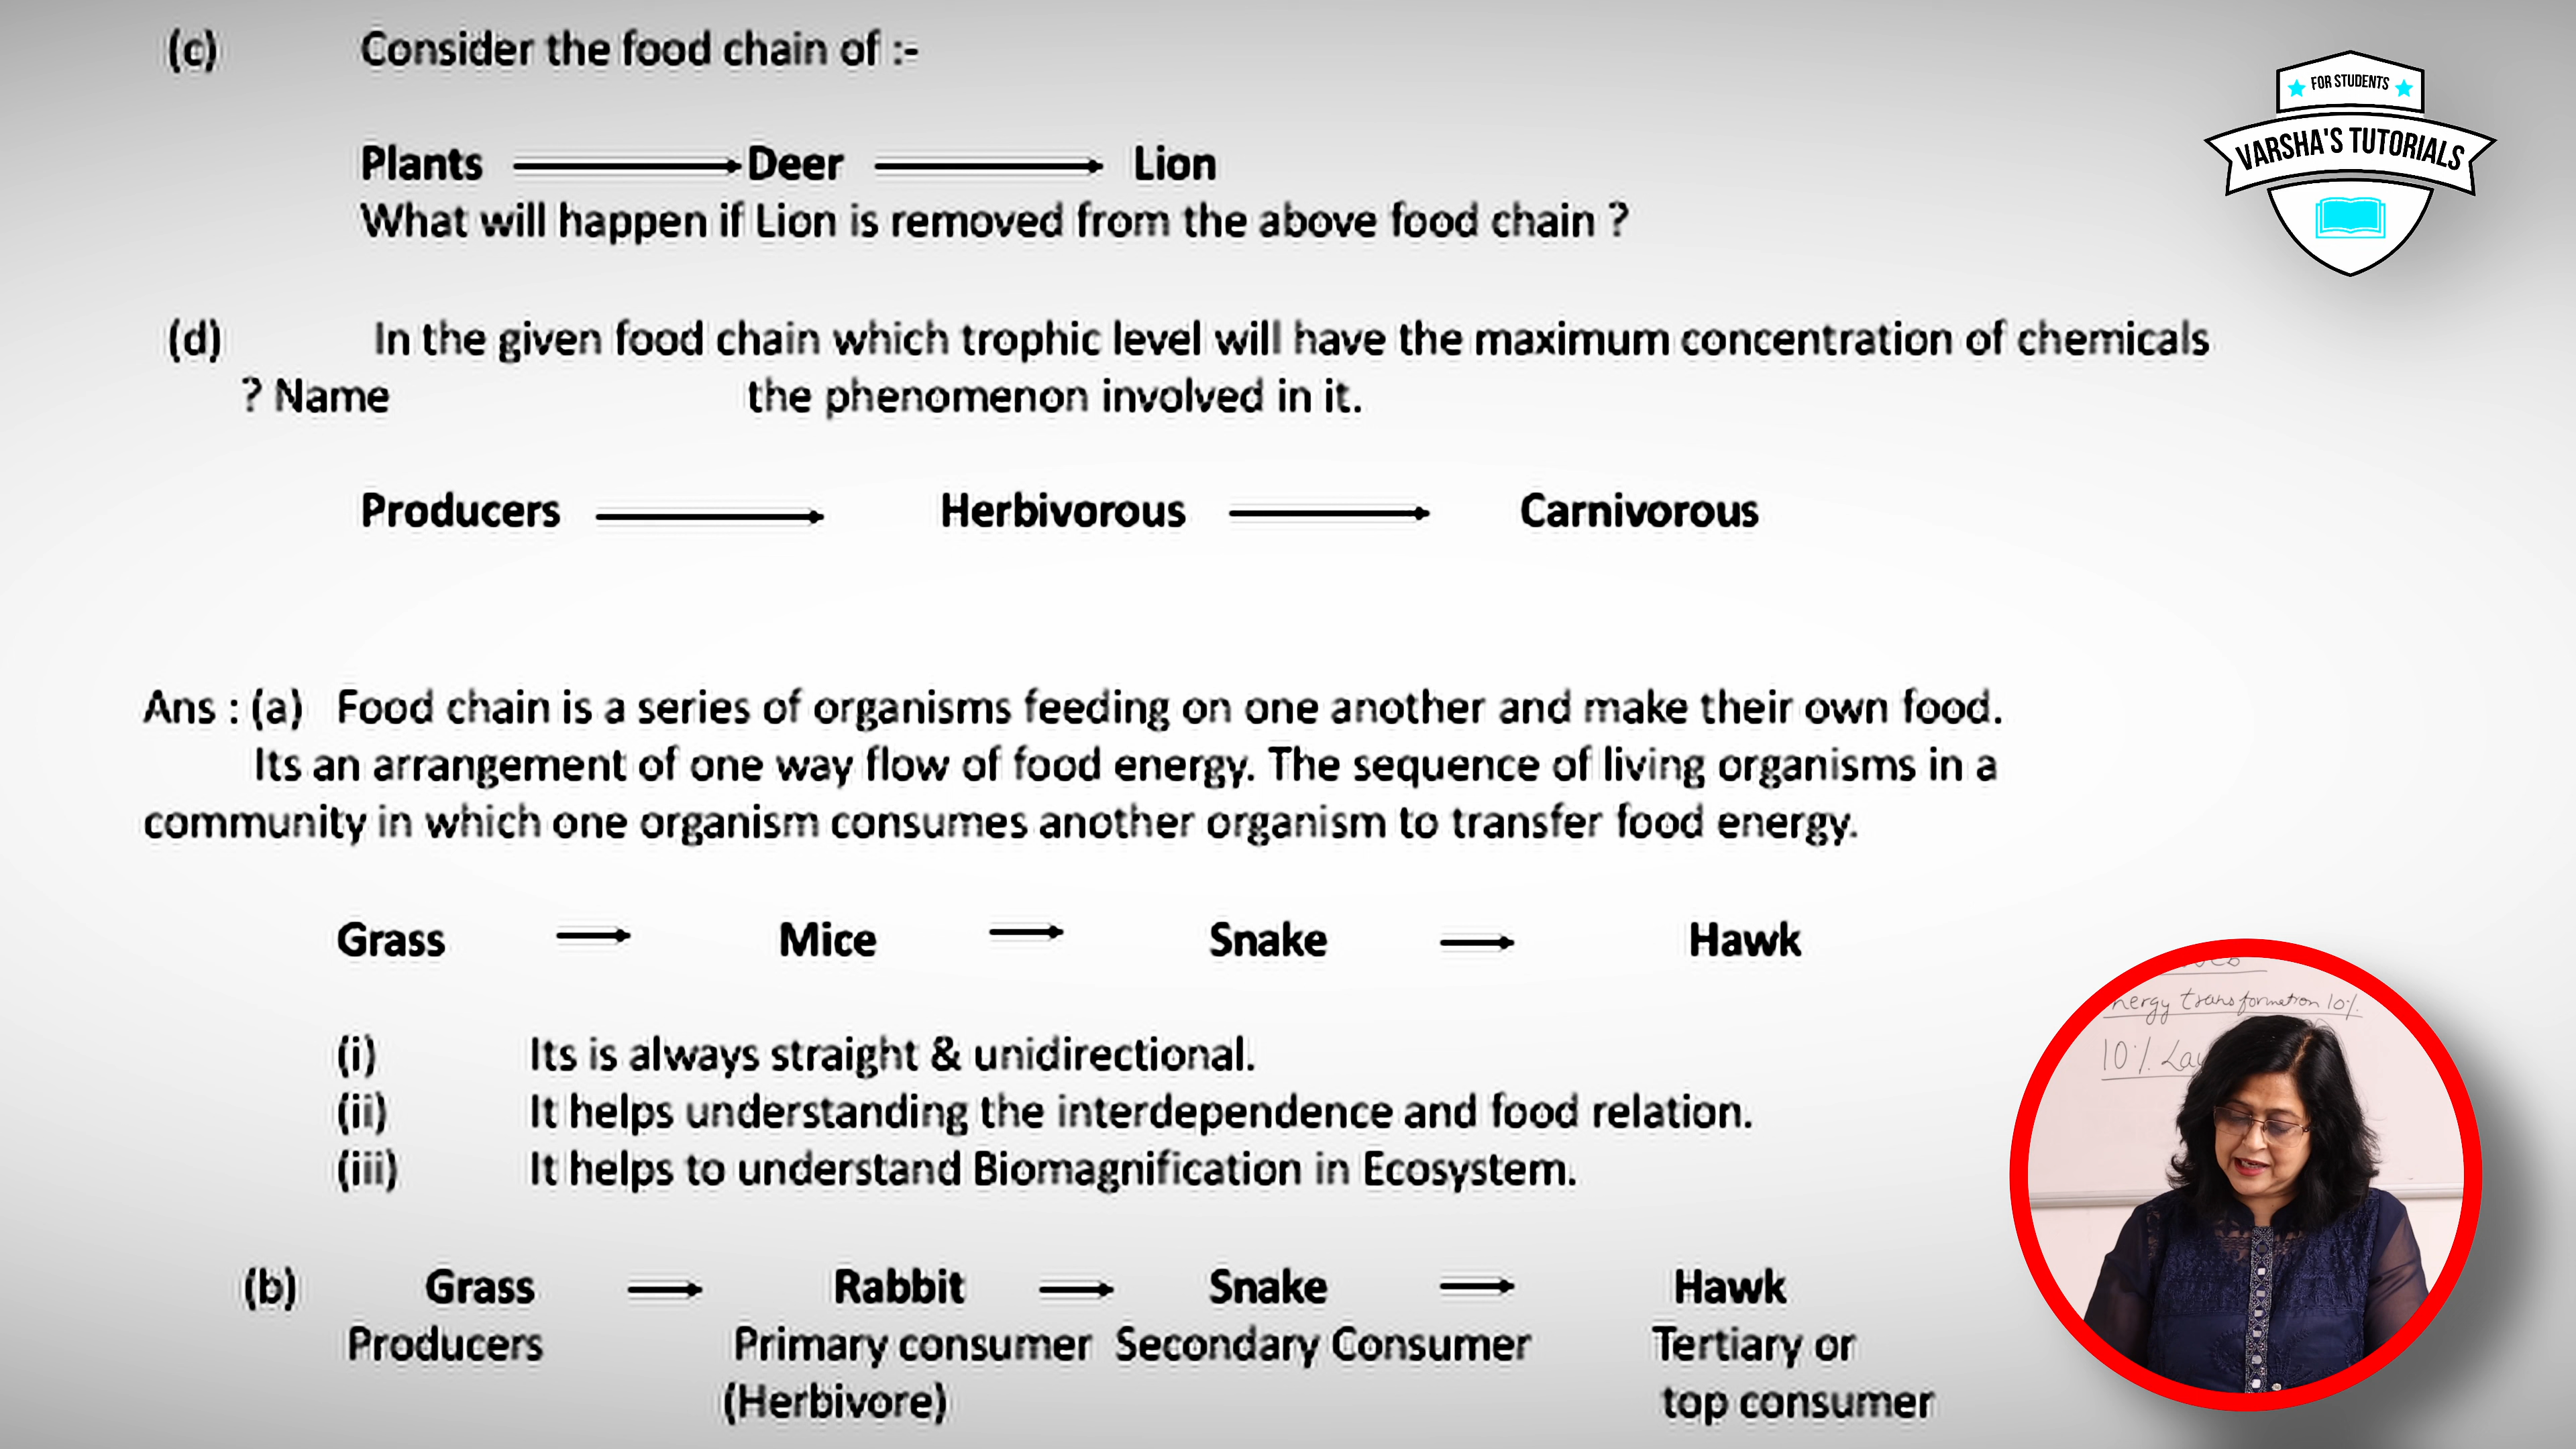 (c) Consider the food chain of :-
FOR STUDENTS
VARSHA'S TUTORIALS
Plants Deer Lion
What will happen if Lion is removed from the above food chain ?
(d) In the given food chain which trophic level will have the maximum concentration of chemicals
? Name the phenomenon involved in it.
Producers Herbivorous Carnivorous
Ans : (a) Food chain is a series of organisms feeding on one another and make their own food.
Its an arrangement of one way flow of food energy. The sequence of living organisms in a
community in which one organism consumes another organism to transfer food energy.
Grass Mice Snake Hawk
(i) Its is always straight & unidirectional.
(ii) It helps understanding the interdependence and food relation.
(iii) It helps to understand Biomagnification in Ecosystem.
nergy transformation 10%
10%
(b) Grass Rabbit Snake Hawk
Producers Primary consumer Secondary Consumer Tertiary or
(Herbivore) top consumer